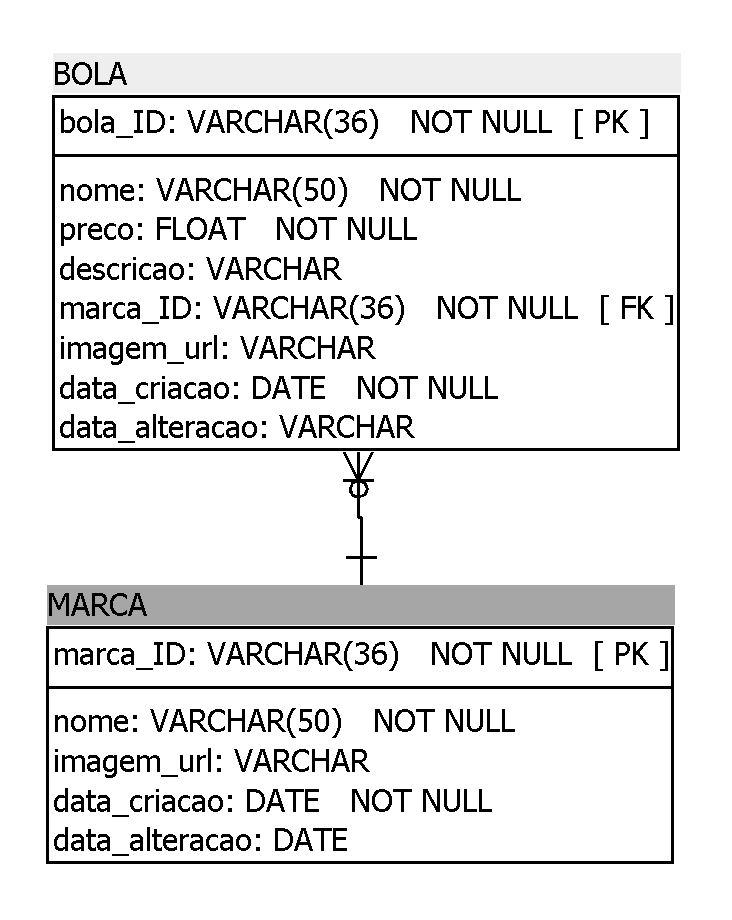 BOLA
bola_ID: VARCHAR(36) NOT NULL [ PK ]
nome: VARCHAR(50) NOT NULL
preco: FLOAT NOT NULL
descricao: VARCHAR
marca_ID: VARCHAR(36) NOT NULL [ FK ]
imagem_url: VARCHAR
data_criacao: DATE NOT NULL
data_alteracao: VARCHAR
MARCA
marca_ID: VARCHAR(36) NOT NULL [ PK ]
nome: VARCHAR(50) NOT NULL
imagem_url: VARCHAR
data_criacao: DATE NOT NULL
data_alteracao: DATE